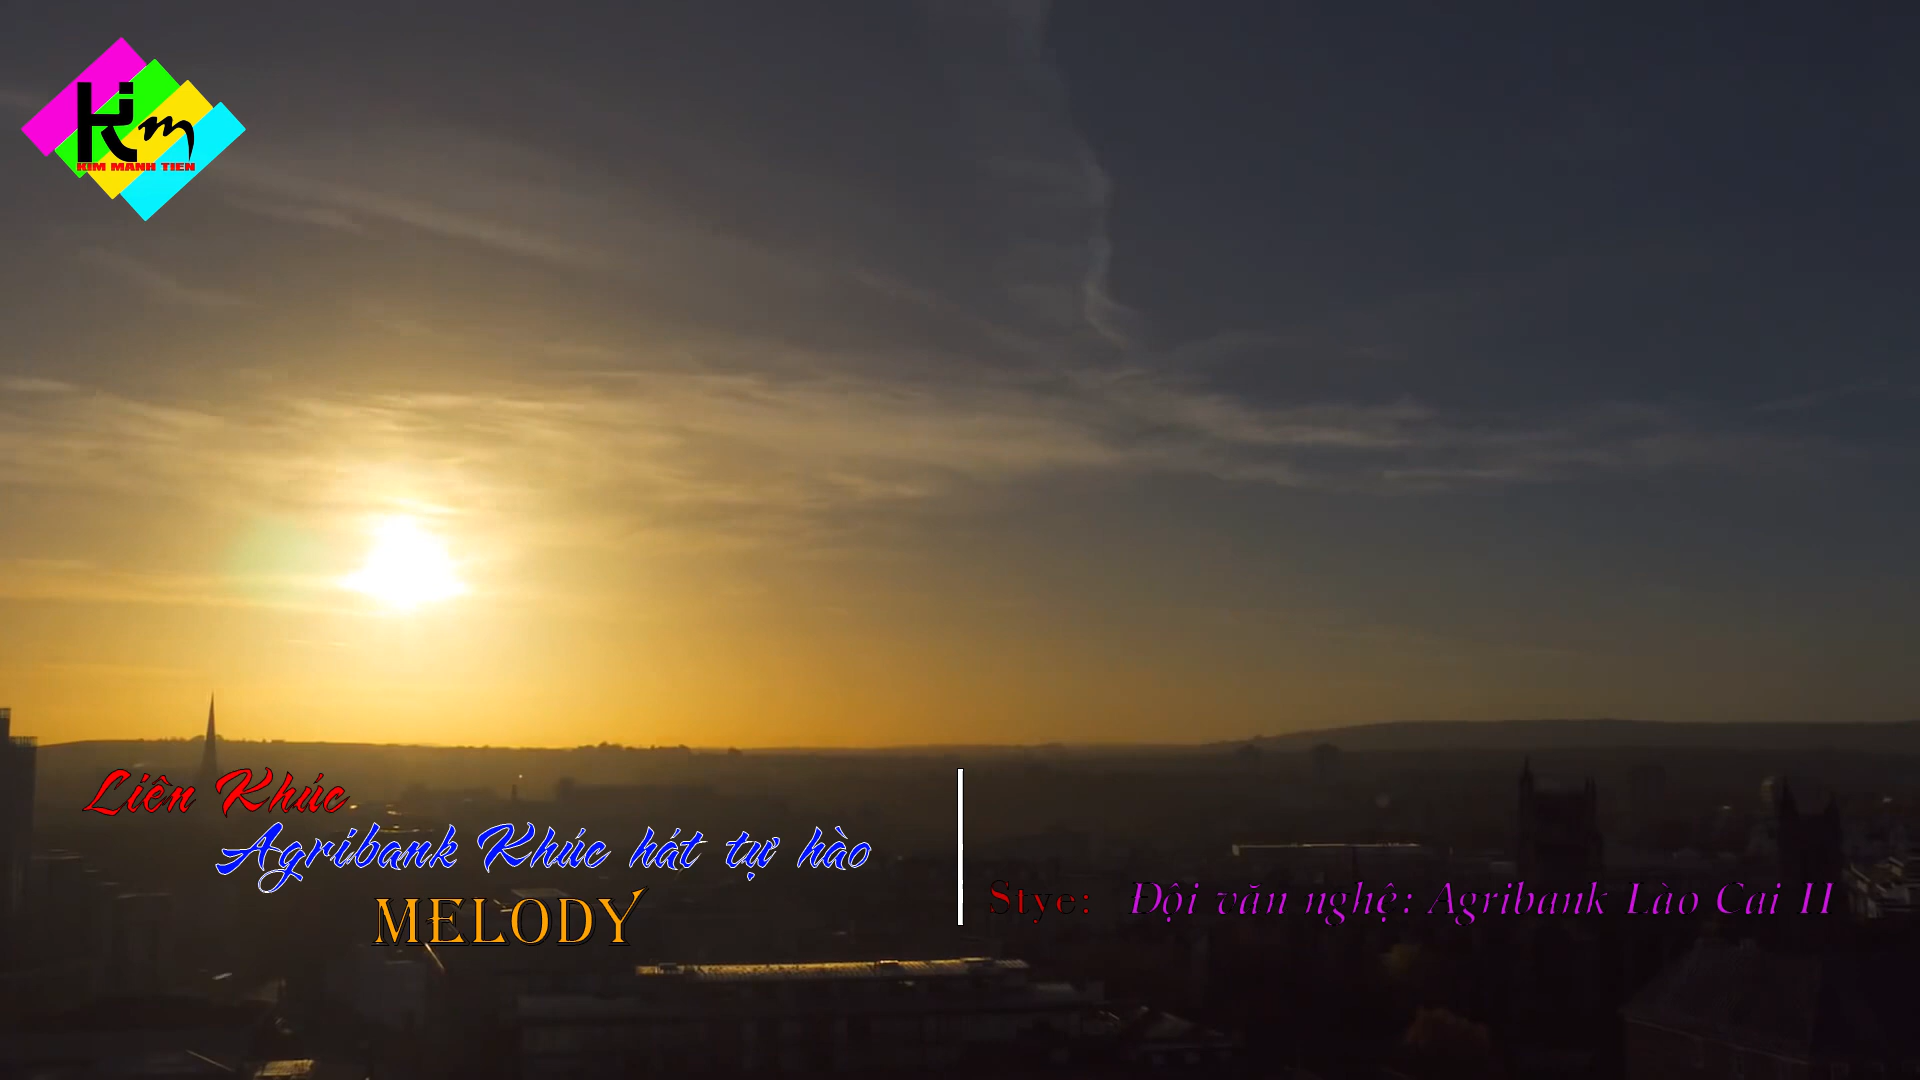 Km
KIM MANH TIEN
Liên Khúc
Agribank Khúc hát tự hào
MELODY
Stye: Đội văn nghệ: Agribank Lào Cai II